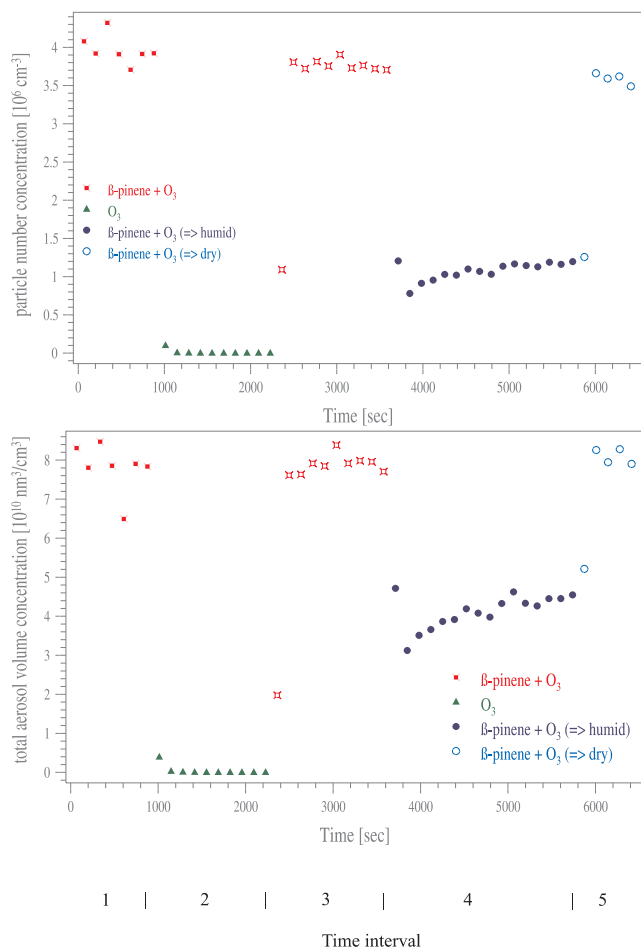 particle number concentration [10⁶ cm⁻³]
4
3.5
3
2.5
2
1.5
1
0.5
0
ß-pinene + O₃
O₃
ß-pinene + O₃ (=> humid)
ß-pinene + O₃ (=> dry)
0
1000
2000
3000
4000
5000
6000
Time [sec]
total aerosol volume concentration [10¹⁰ nm³/cm³]
8
7
6
5
4
3
2
1
0
ß-pinene + O₃
O₃
ß-pinene + O₃ (=> humid)
ß-pinene + O₃ (=> dry)
0
1000
2000
3000
4000
5000
6000
Time [sec]
1 | 2 | 3 | 4 | 5
Time interval